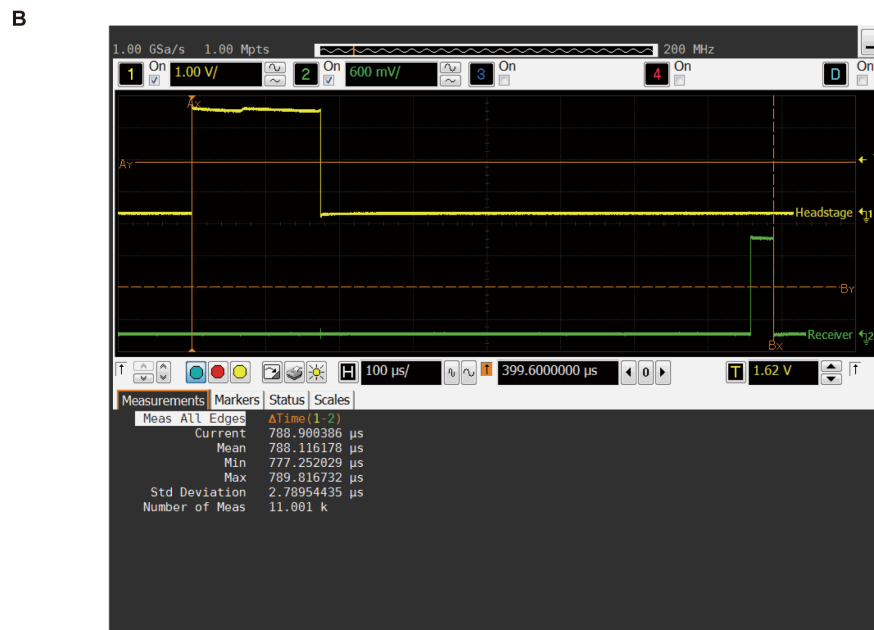 B
1.00 GSa/s 1.00 Mpts 200 MHz
1 On 1.00 V/ 2 On 600 mV/ 3 On 4 On D On
Ax
AY
Headstage 1
BY
Receiver 2
Bx
H 100 µs/ 399.6000000 µs 0 T 1.62 V
Measurements Markers Status Scales
Meas All Edges ΔTime(1-2)
Current 788.900386 µs
Mean 788.116178 µs
Min 777.252029 µs
Max 789.816732 µs
Std Deviation 2.78954435 µs
Number of Meas 11.001 k